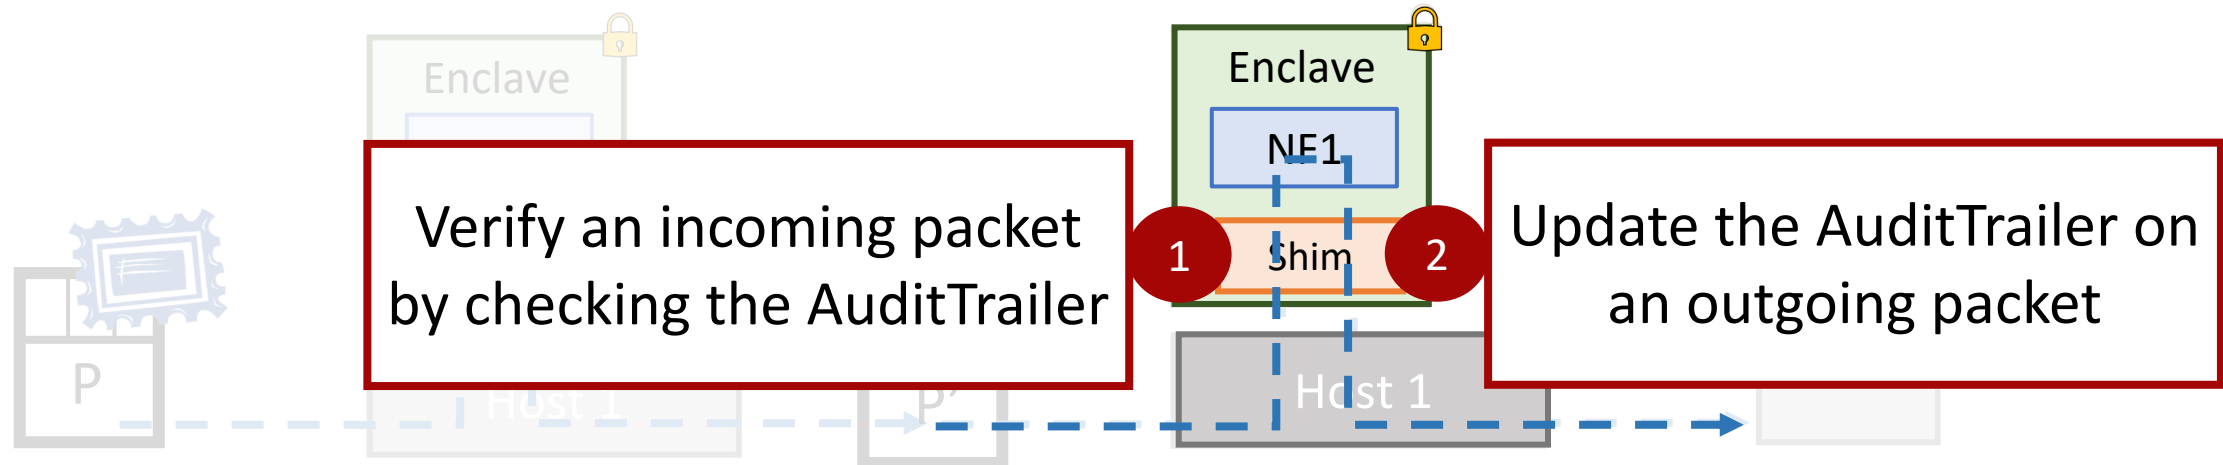 Enclave
Enclave
NF1
Verify an incoming packet
by checking the AuditTrailer
1
Shim
2
Update the AuditTrailer on
an outgoing packet
P
Host 1
P'
Host 1